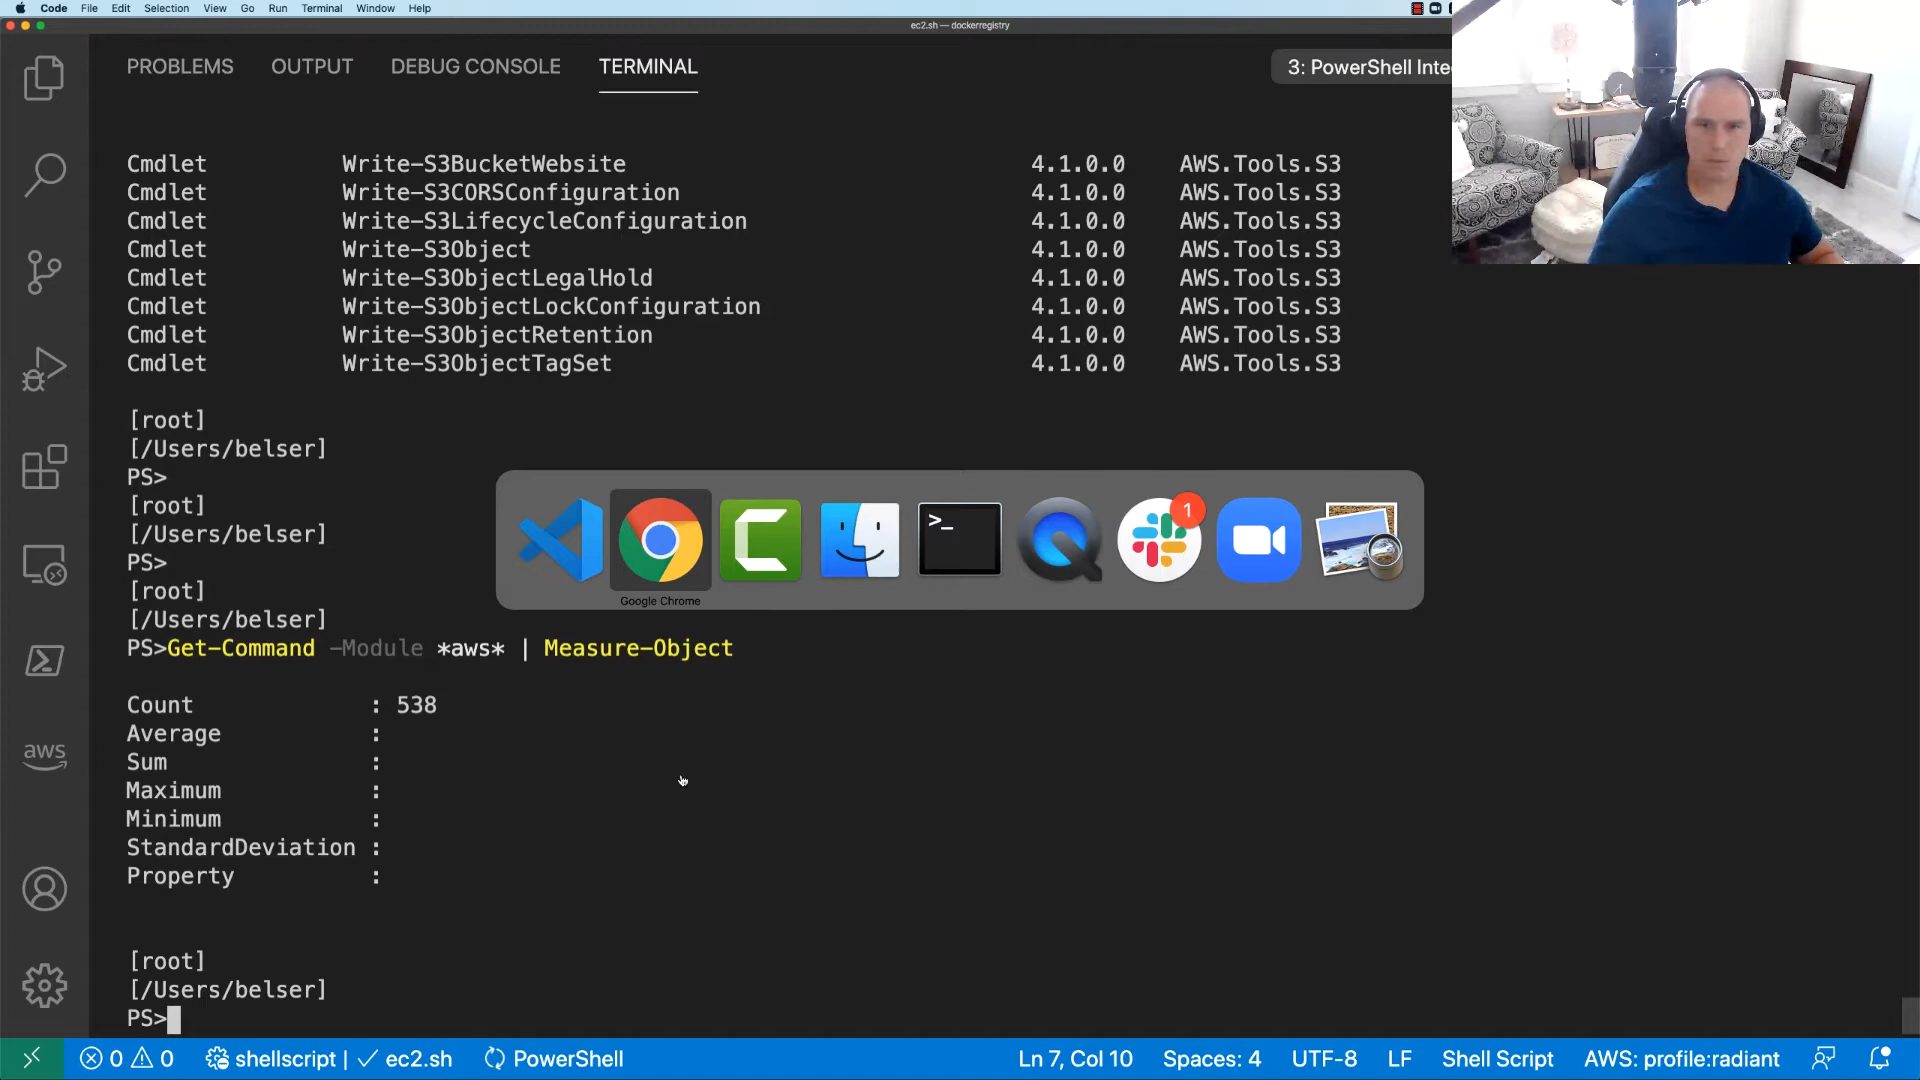 Code File Edit Selection View Go Run Terminal Window Help
ec2.sh — dockerregistry
PROBLEMS OUTPUT DEBUG CONSOLE TERMINAL
3: PowerShell Inte
Cmdlet Write-S3BucketWebsite 4.1.0.0 AWS.Tools.S3
Cmdlet Write-S3CORSConfiguration 4.1.0.0 AWS.Tools.S3
Cmdlet Write-S3LifecycleConfiguration 4.1.0.0 AWS.Tools.S3
Cmdlet Write-S3Object 4.1.0.0 AWS.Tools.S3
Cmdlet Write-S3ObjectLegalHold 4.1.0.0 AWS.Tools.S3
Cmdlet Write-S3ObjectLockConfiguration 4.1.0.0 AWS.Tools.S3
Cmdlet Write-S3ObjectRetention 4.1.0.0 AWS.Tools.S3
Cmdlet Write-S3ObjectTagSet 4.1.0.0 AWS.Tools.S3
[root]
[/Users/belser]
PS>
[root]
[/Users/belser]
PS>
[root]
[/Users/belser]
>_
1
Google Chrome
PS>Get-Command -Module *aws* | Measure-Object
Count : 538
Average :
Sum :
Maximum :
Minimum :
StandardDeviation :
Property :
[root]
[/Users/belser]
PS>
aws
0 0 shellscript | ✓ ec2.sh PowerShell Ln 7, Col 10 Spaces: 4 UTF-8 LF Shell Script AWS: profile:radiant